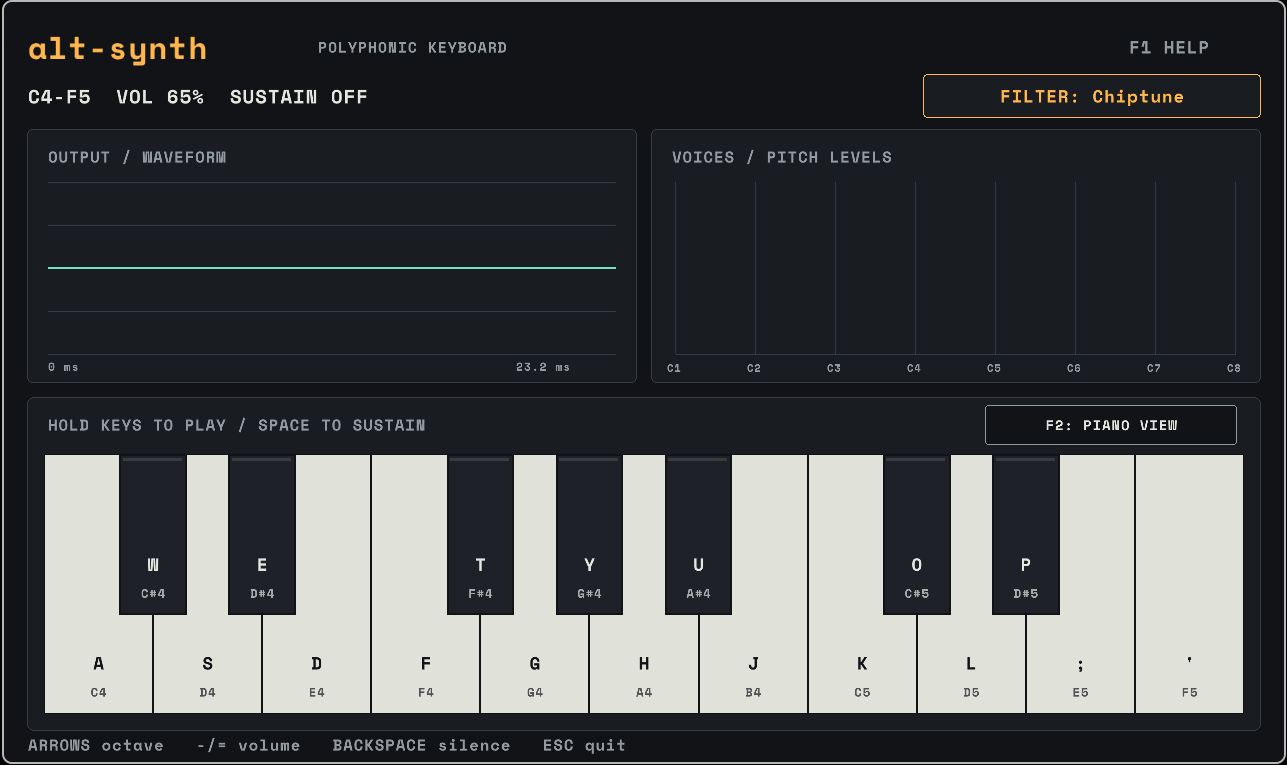 alt-synth
POLYPHONIC KEYBOARD
F1 HELP
C4-F5 VOL 65% SUSTAIN OFF
FILTER: Chiptune
OUTPUT / WAVEFORM
0 ms 23.2 ms
VOICES / PITCH LEVELS
C1 C2 C3 C4 C5 C6 C7 C8
HOLD KEYS TO PLAY / SPACE TO SUSTAIN
F2: PIANO VIEW
W E T Y U O P
C#4 D#4 F#4 G#4 A#4 C#5 D#5
A S D F G H J K L ; '
C4 D4 E4 F4 G4 A4 B4 C5 D5 E5 F5
ARROWS octave -/= volume BACKSPACE silence ESC quit